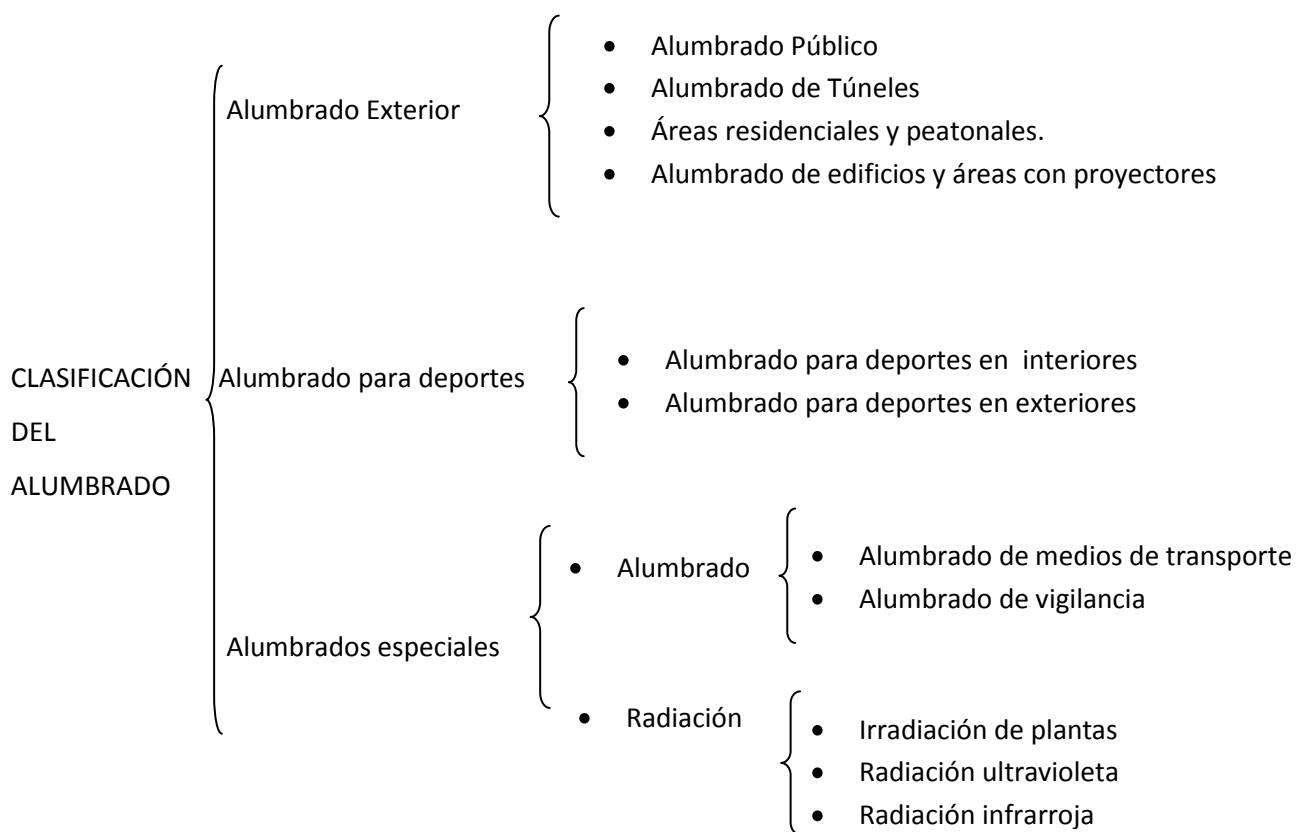 CLASIFICACIÓN
DEL
ALUMBRADO
Alumbrado Exterior
• Alumbrado Público
• Alumbrado de Túneles
• Áreas residenciales y peatonales.
• Alumbrado de edificios y áreas con proyectores
Alumbrado para deportes
• Alumbrado para deportes en interiores
• Alumbrado para deportes en exteriores
Alumbrados especiales
• Alumbrado
• Alumbrado de medios de transporte
• Alumbrado de vigilancia
• Radiación
• Irradiación de plantas
• Radiación ultravioleta
• Radiación infrarroja